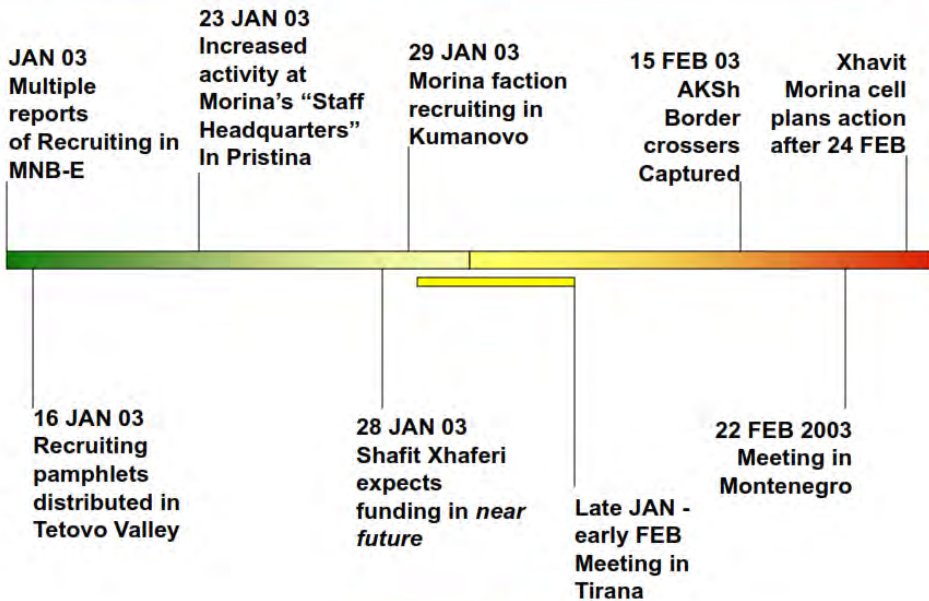 JAN 03
Multiple
reports
of Recruiting in
MNB-E
23 JAN 03
Increased
activity at
Morina’s “Staff
Headquarters”
In Pristina
29 JAN 03
Morina faction
recruiting in
Kumanovo
15 FEB 03
AKSh
Border
crossers
Captured
Xhavit
Morina cell
plans action
after 24 FEB
16 JAN 03
Recruiting
pamphlets
distributed in
Tetovo Valley
28 JAN 03
Shafit Xhaferi
expects
funding in near
future
Late JAN -
early FEB
Meeting in
Tirana
22 FEB 2003
Meeting in
Montenegro